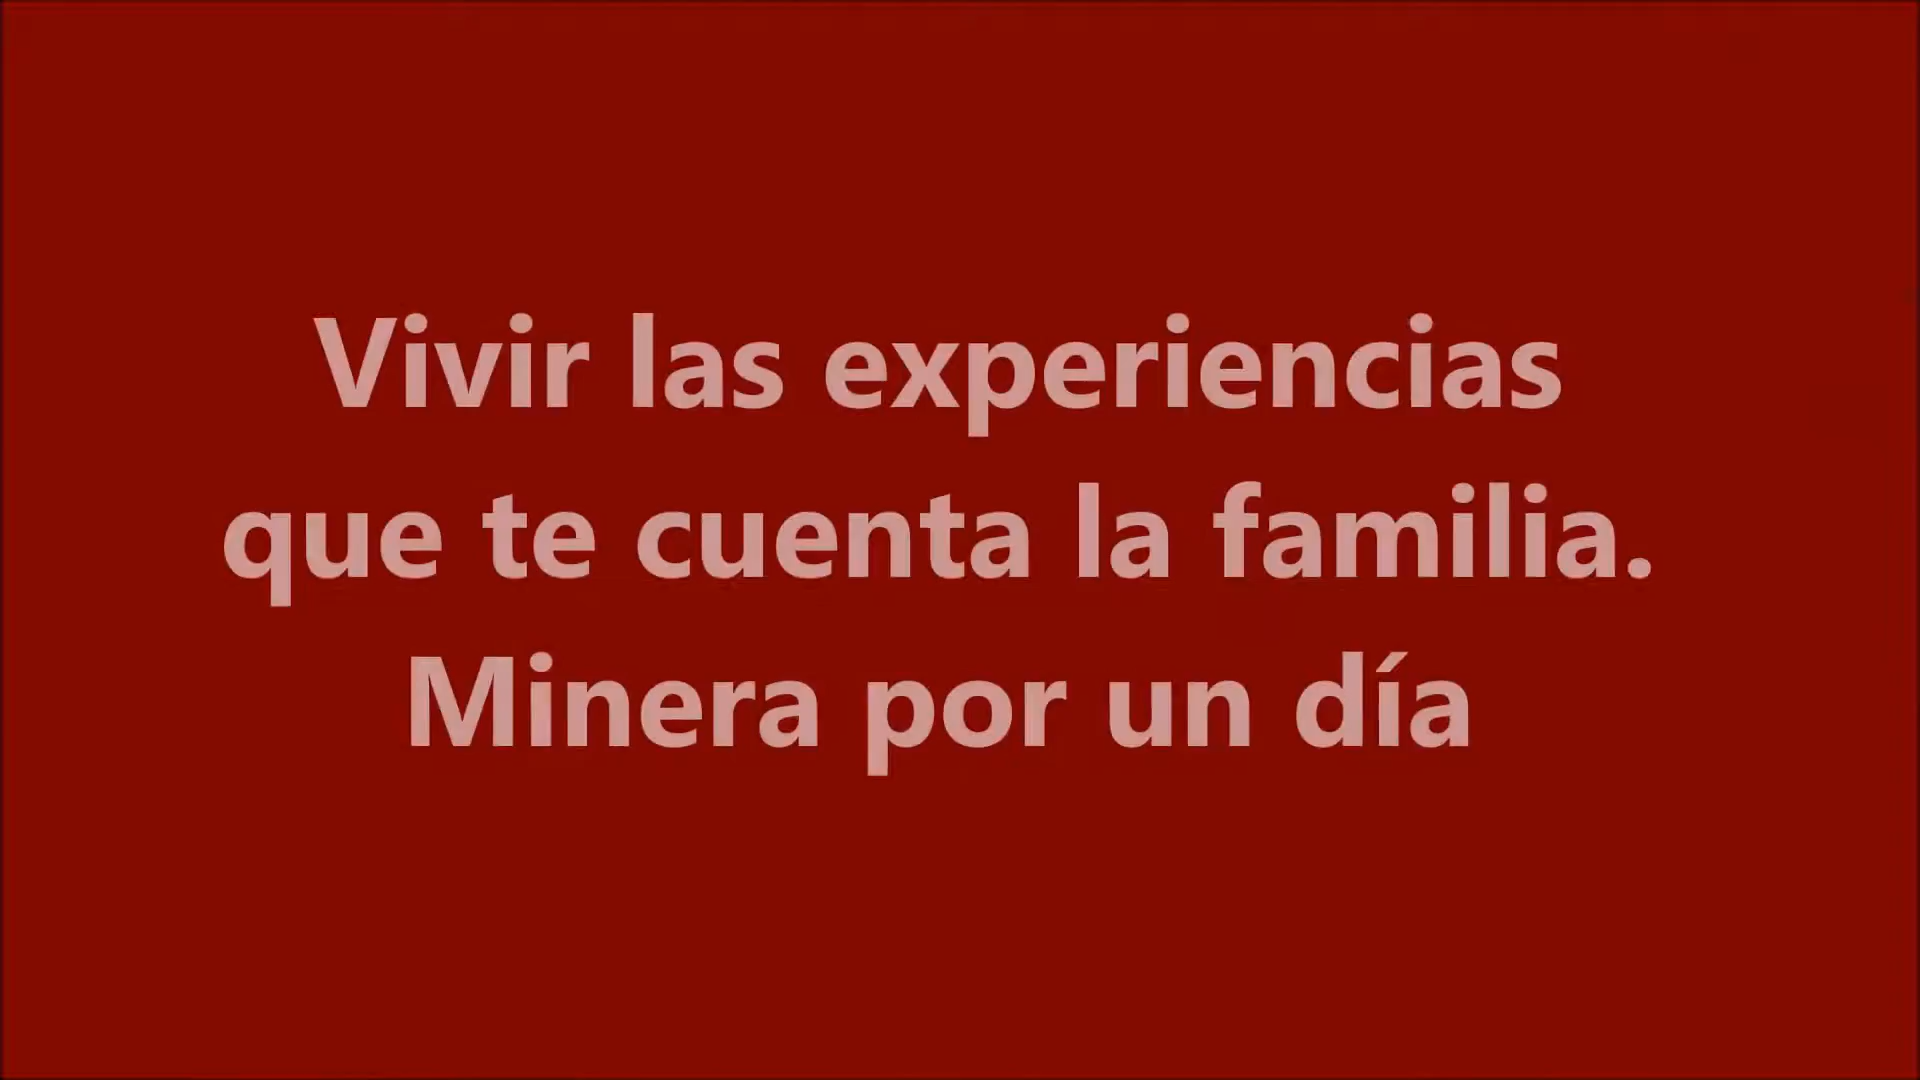 Vivir las experiencias
que te cuenta la familia.
Minera por un día